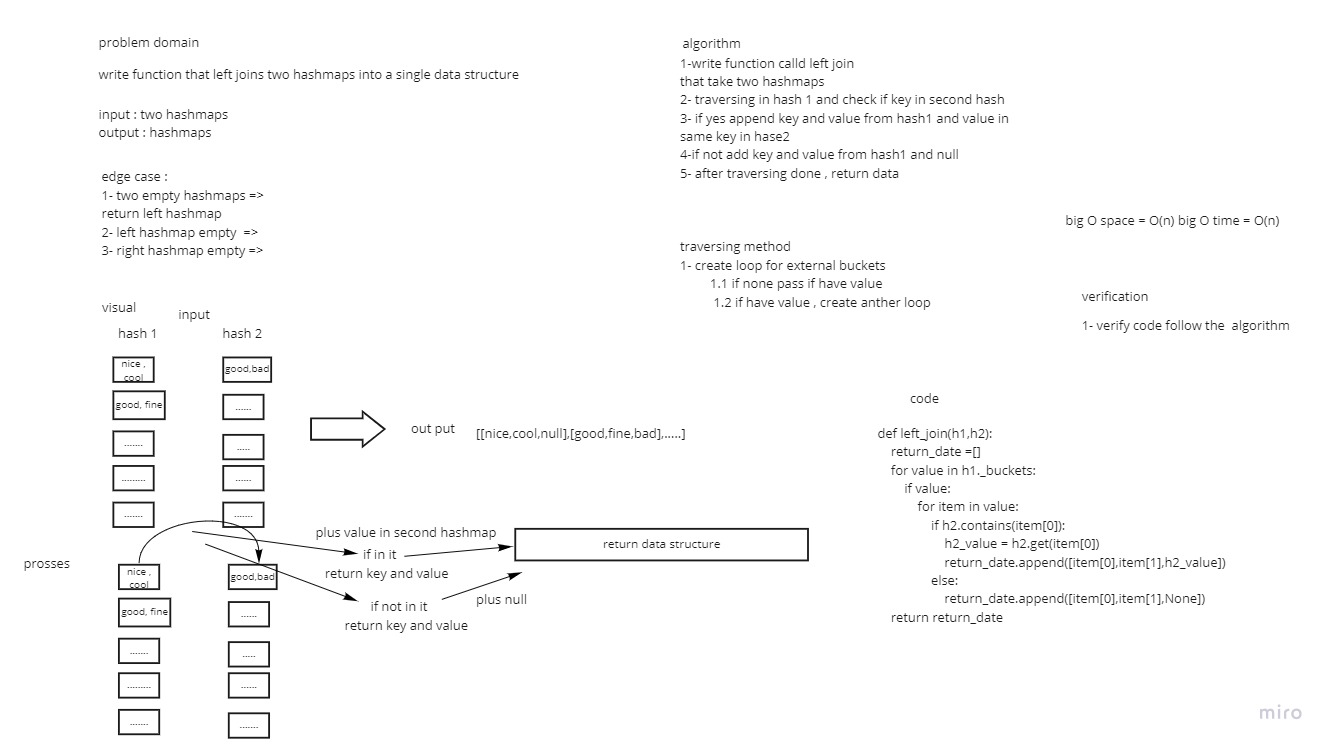 problem domain
write function that left joins two hashmaps into a single data structure
input : two hashmaps
output : hashmaps
edge case :
1- two empty hashmaps =>
return left hashmap
2- left hashmap empty  =>
3- right hashmap empty =>
visual
input
hash 1
hash 2
nice ,
cool
good, fine
.......
.........
.......
good,bad
......
.....
......
.......
out put
[[nice,cool,null],[good,fine,bad],.....]
prosses
nice ,
cool
good, fine
.......
.........
.......
good,bad
......
.....
......
.......
plus value in second hashmap
if in it
return key and value
if not in it
return key and value
plus null
return data structure
algorithm
1-write function calld left join
that take two hashmaps
2- traversing in hash 1 and check if key in second hash
3- if yes append key and value from hash1 and value in
same key in hase2
4-if not add key and value from hash1 and null
5- after traversing done , return data
traversing method
1- create loop for external buckets
1.1 if none pass if have value
1.2 if have value , create anther loop
big O space = O(n) big O time = O(n)
verification
1- verify code follow the  algorithm
code
def left_join(h1,h2):
return_date =[]
for value in h1._buckets:
if value:
for item in value:
if h2.contains(item[0]):
h2_value = h2.get(item[0])
return_date.append([item[0],item[1],h2_value])
else:
return_date.append([item[0],item[1],None])
return return_date
miro